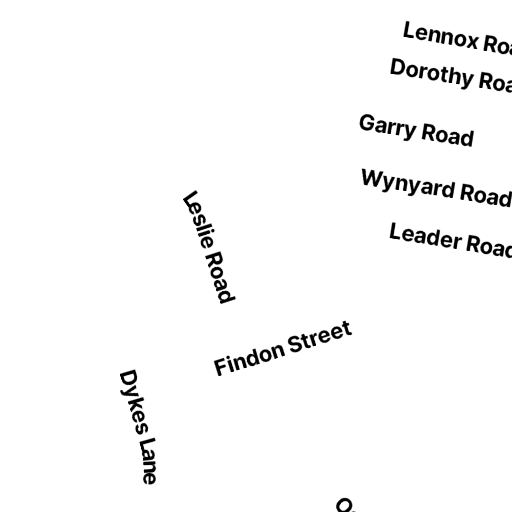 Lennox Roa
Dorothy Roa
Garry Road
Wynyard Road
Leader Road
Leslie Road
Findon Street
Dykes Lane